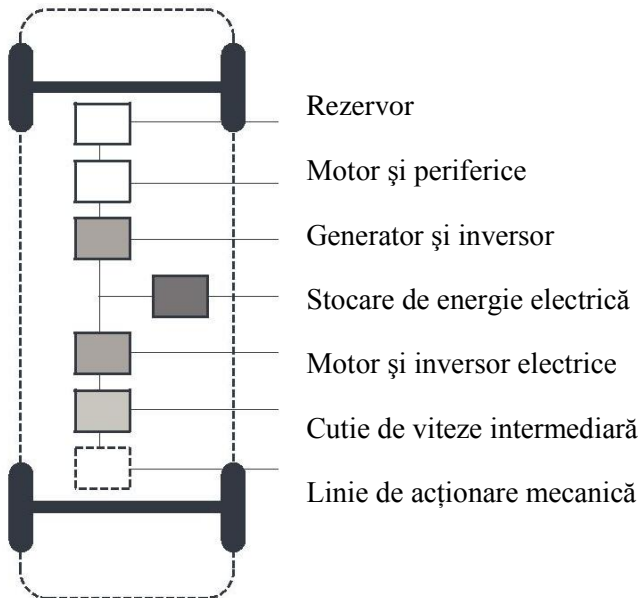 Rezervor
Motor şi periferice
Generator şi inversor
Stocare de energie electrică
Motor şi inversor electrice
Cutie de viteze intermediară
Linie de acționare mecanică